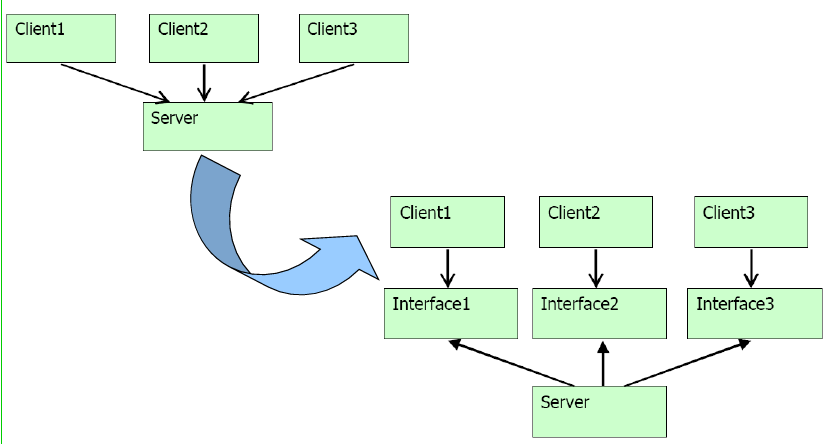 Client1
Client2
Client3
Server
Client1
Client2
Client3
Interface1
Interface2
Interface3
Server